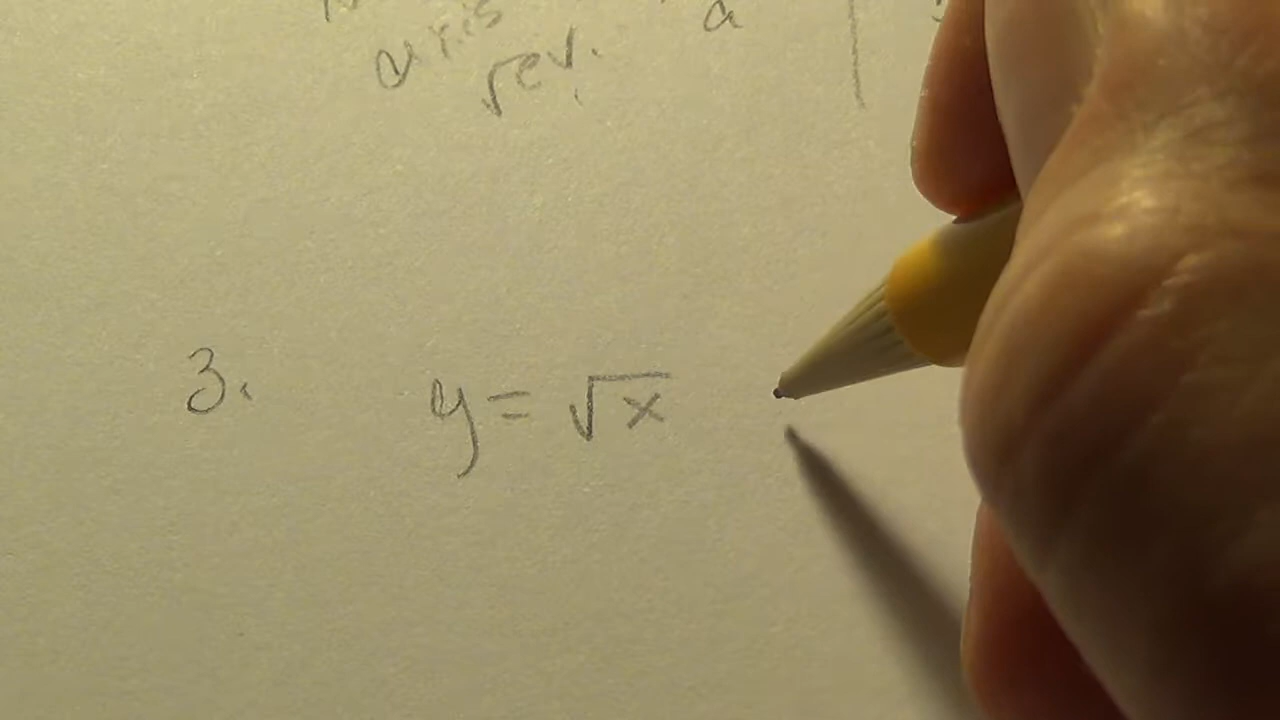 axis a
rev.
3. y = √x